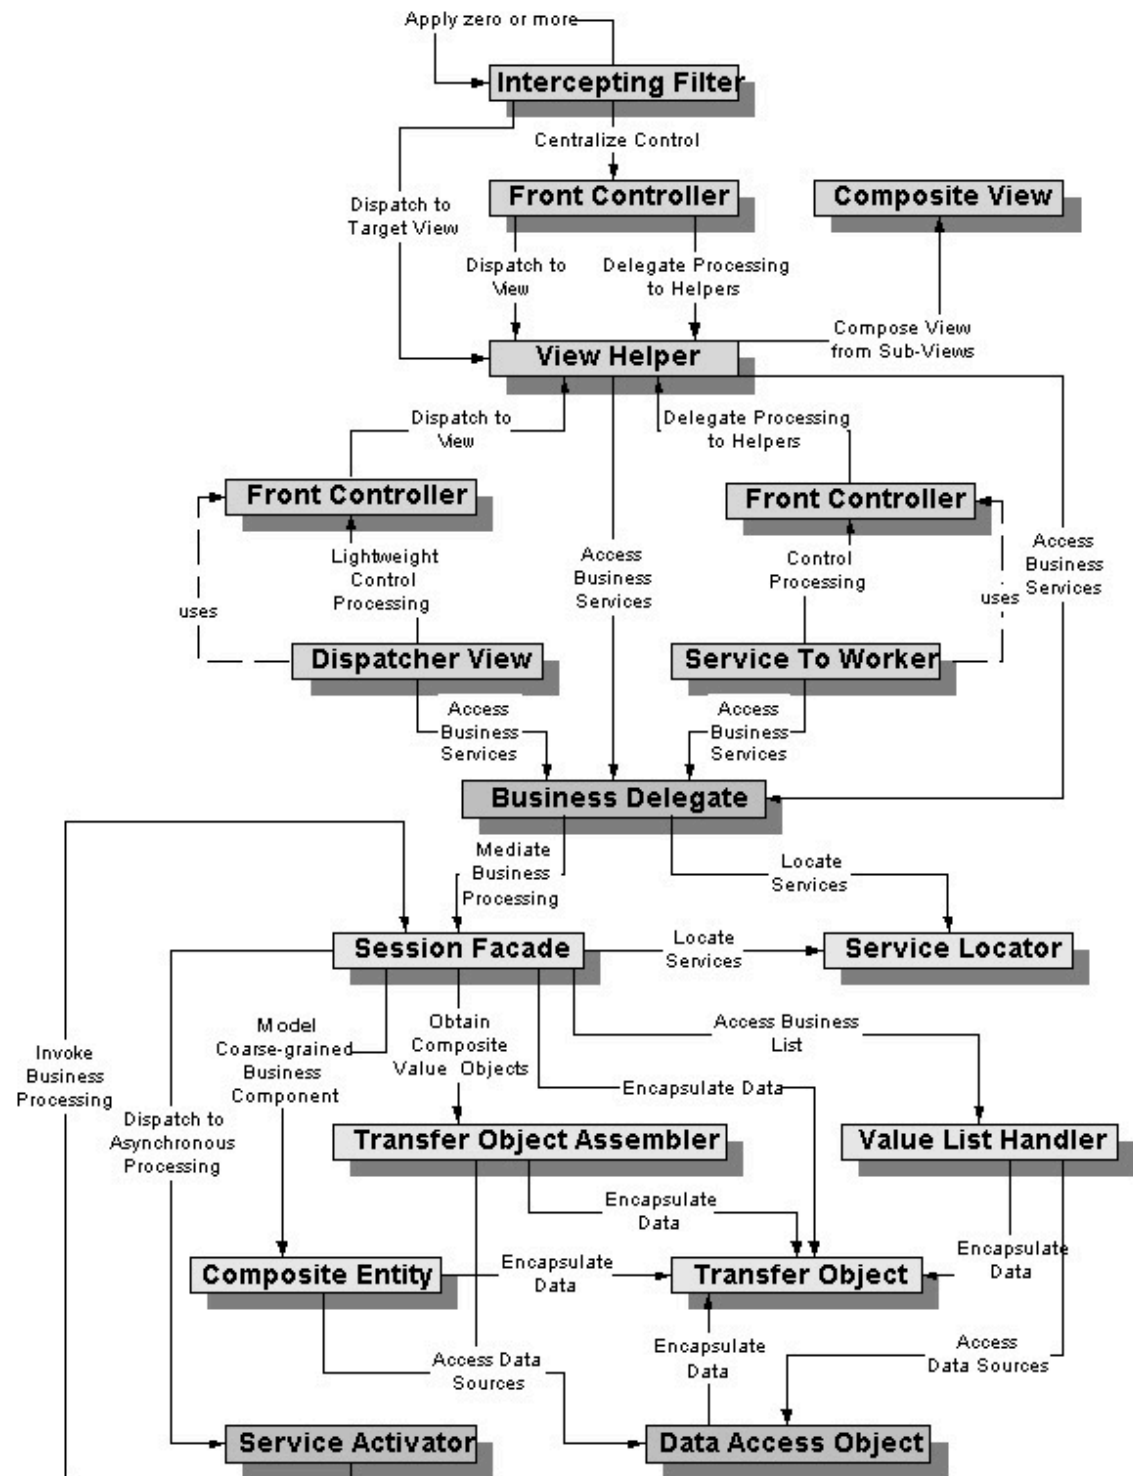 Apply zero or more
Intercepting Filter
Centralize Control
Front Controller
Composite View
Dispatch to
Target View
Dispatch to
View
Delegate Processing
to Helpers
Compose View
from Sub-Views
View Helper
Dispatch to
View
Delegate Processing
to Helpers
Front Controller
Front Controller
Lightweight
Control
Processing
Access
Business
Services
Control
Processing
Access
Business
Services
uses
uses
Dispatcher View
Service To Worker
Access
Business
Services
Access
Business
Services
Business Delegate
Mediate
Business
Processing
Locate
Services
Session Facade
Locate
Services
Service Locator
Model
Coarse-grained
Business
Component
Obtain
Composite
Value Objects
Access Business
List
Invoke
Business
Processing
Encapsulate Data
Dispatch to
Asynchronous
Processing
Transfer Object Assembler
Value List Handler
Encapsulate
Data
Encapsulate
Data
Composite Entity
Encapsulate
Data
Transfer Object
Access Data
Sources
Encapsulate
Data
Access
Data Sources
Service Activator
Data Access Object